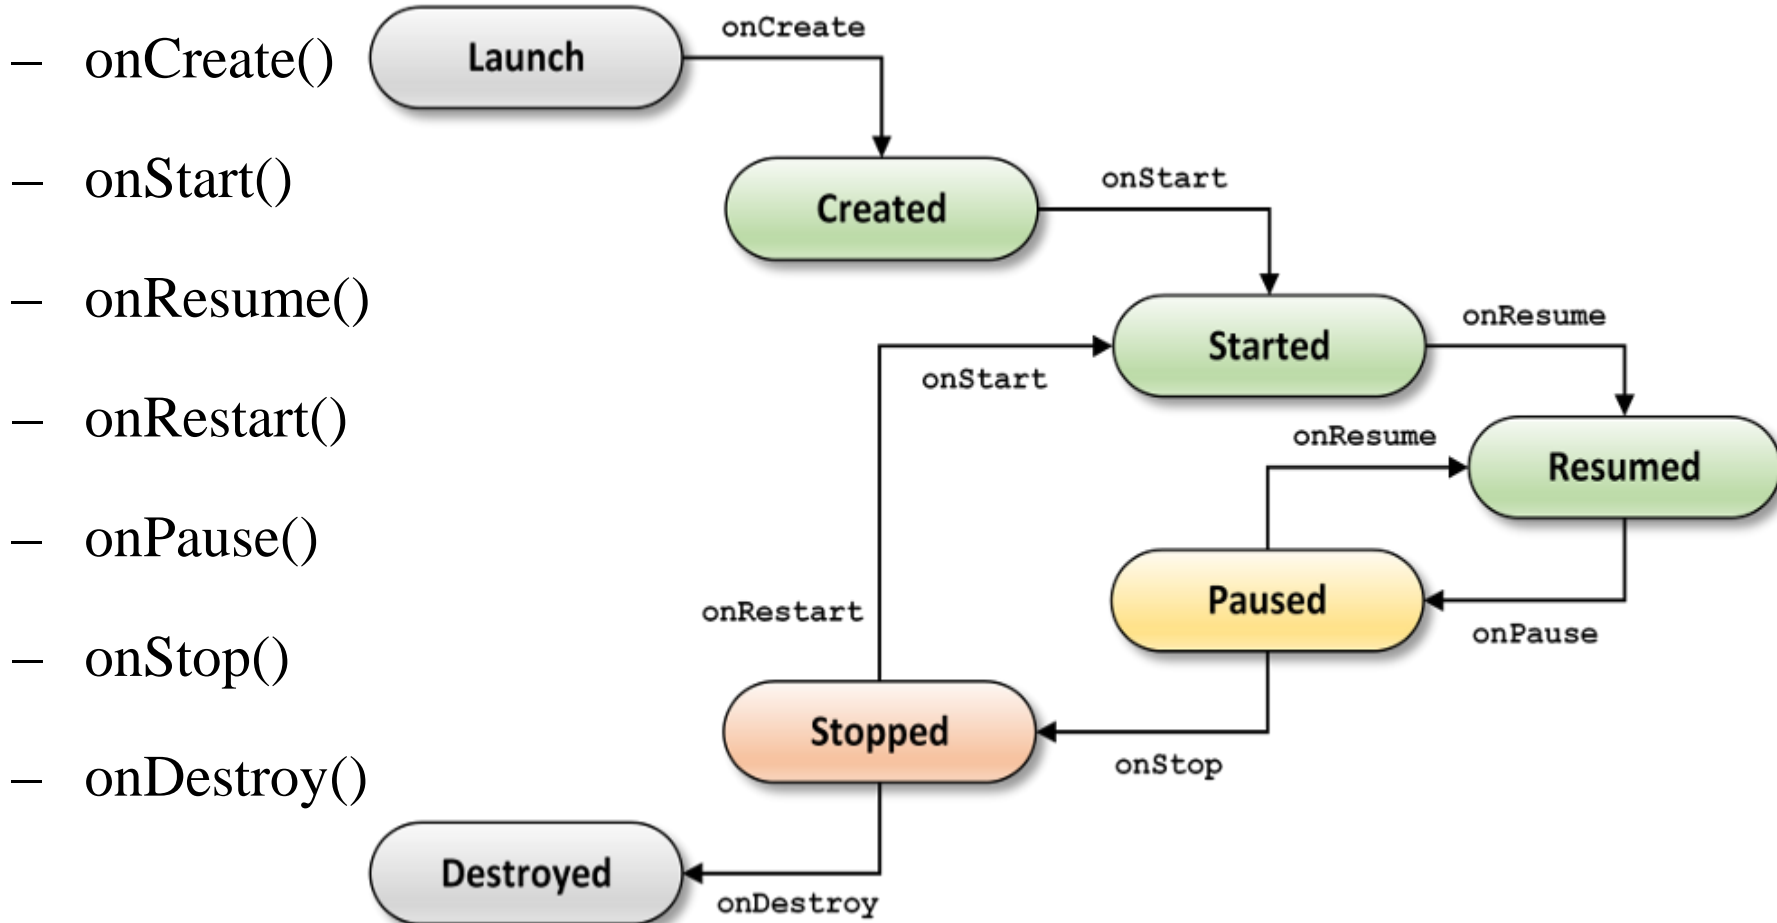 – onCreate()
– onStart()
– onResume()
– onRestart()
– onPause()
– onStop()
– onDestroy()
Launch
onCreate
Created
onStart
Started
onResume
onStart
onResume
Resumed
Paused
onPause
onRestart
Stopped
onStop
Destroyed
onDestroy